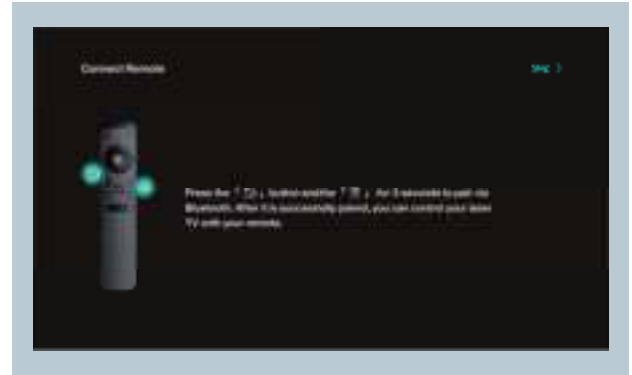 Connect Remote
Skip >
Press the 「 」 button and the 「 」 for 3 seconds to pair via
Bluetooth. After it is successfully paired, you can control your laser
TV with your remote.